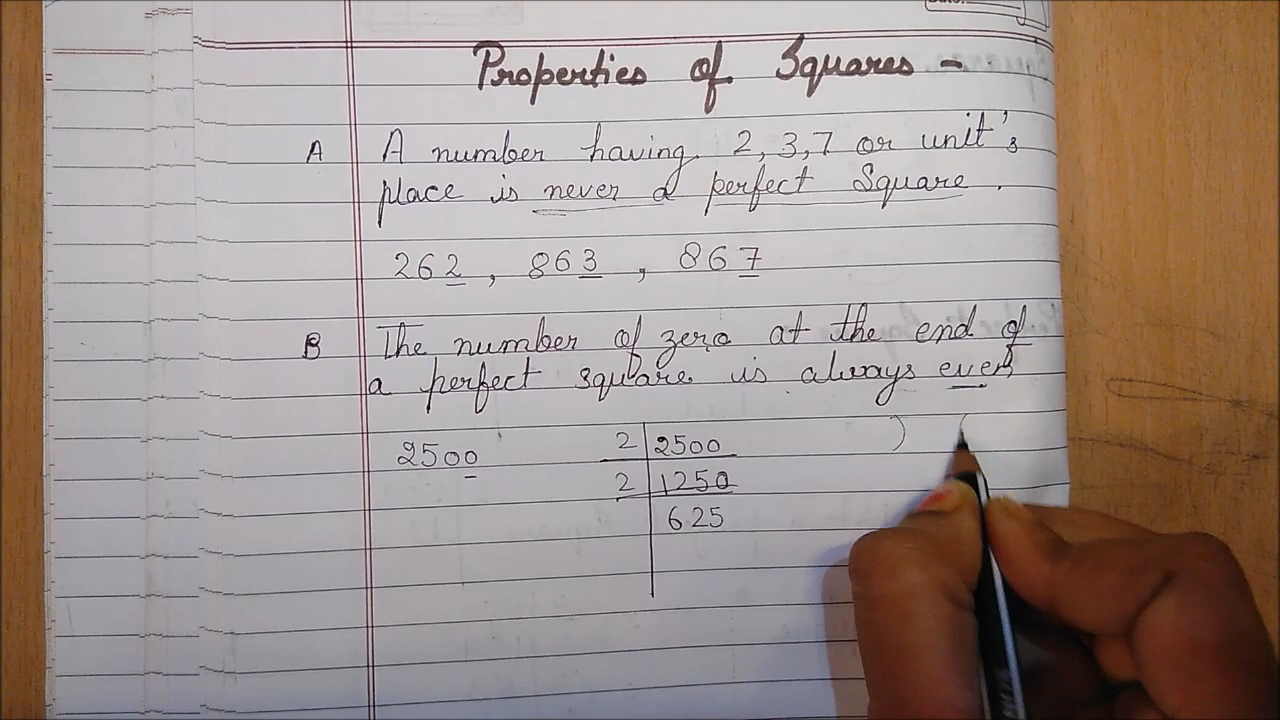 Properties of Squares -
A A number having 2, 3, 7 or unit's
place is never a perfect Square.
262, 863, 867
B The number of zero at the end of
a perfect square is always even
2500
2 2500
2 1250
625
)